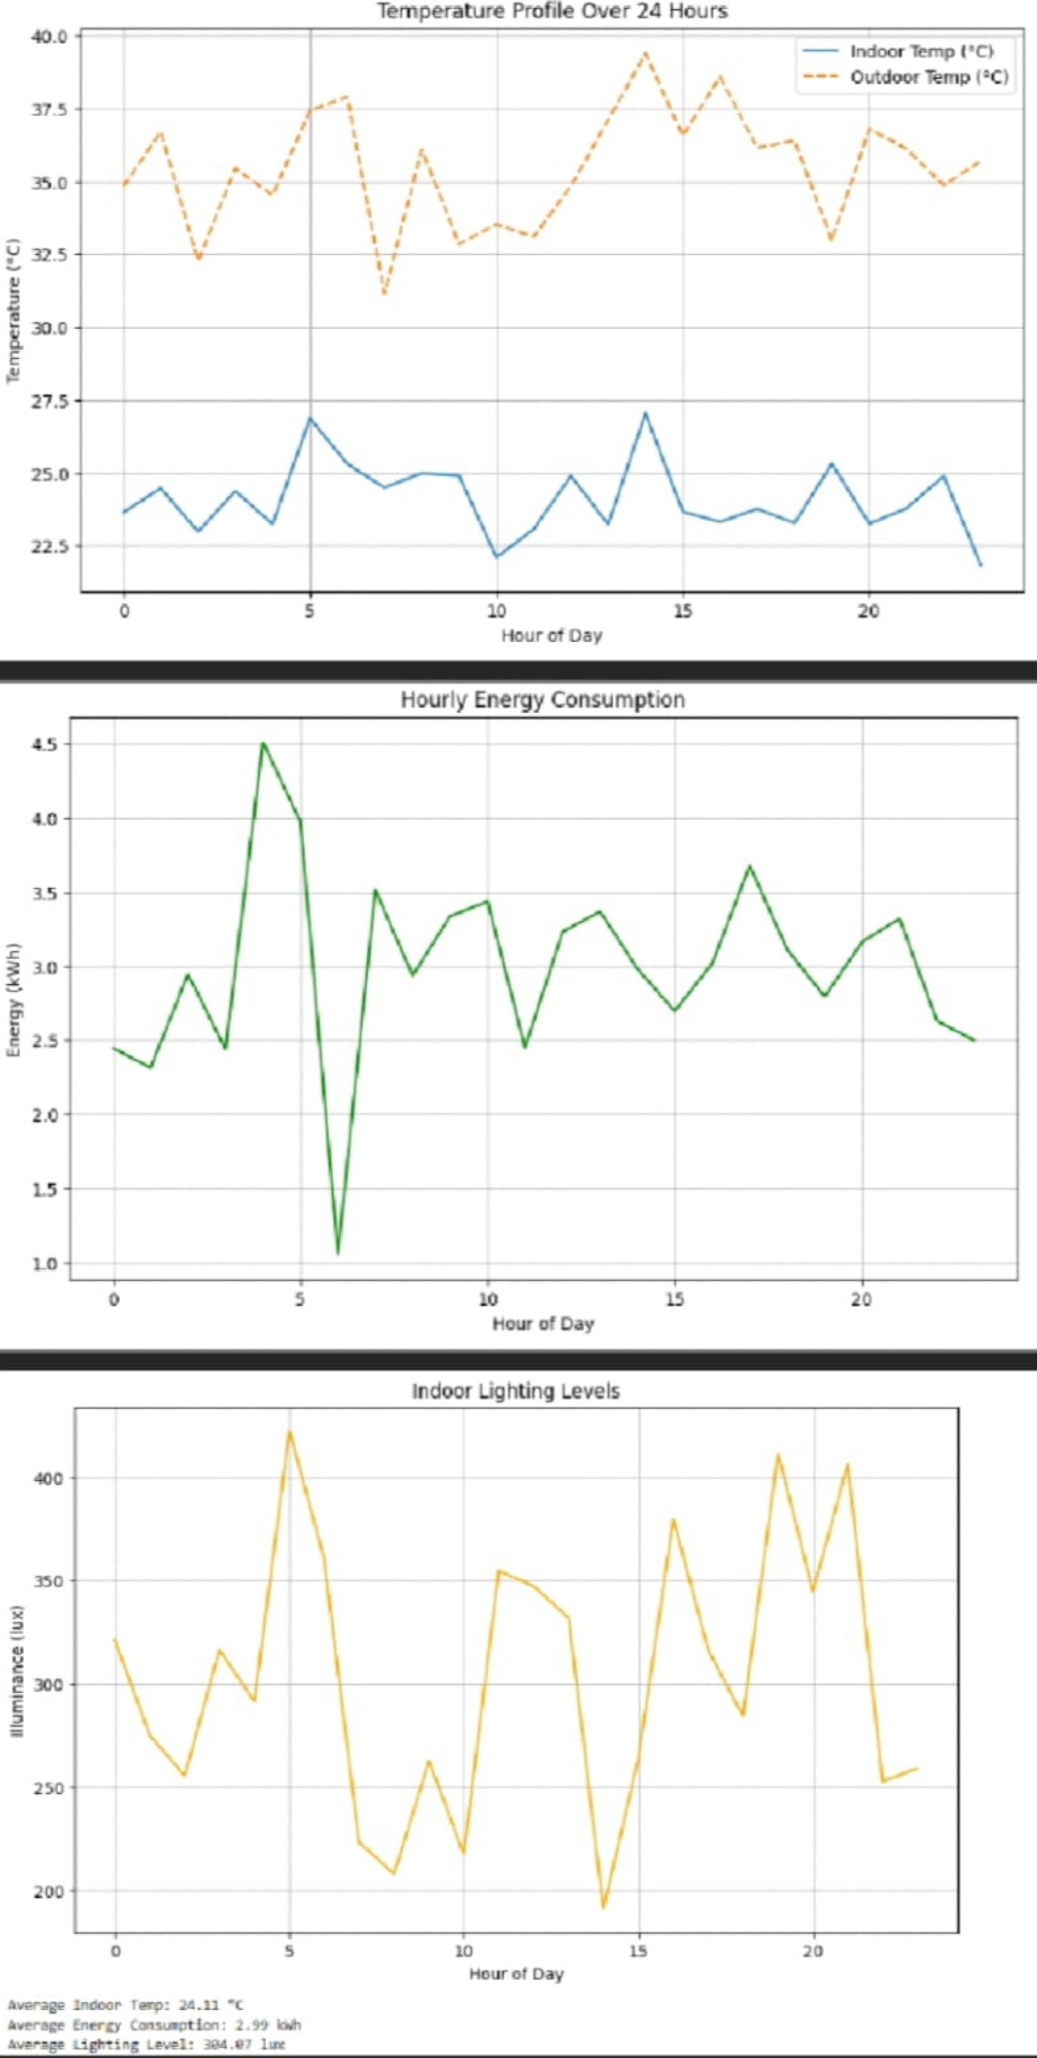 Temperature Profile Over 24 Hours
Indoor Temp (°C)
Outdoor Temp (°C)
40.0
37.5
35.0
32.5
30.0
27.5
25.0
22.5
Temperature (°C)
0 5 10 15 20
Hour of Day
Hourly Energy Consumption
4.5
4.0
3.5
3.0
2.5
2.0
1.5
1.0
Energy (kWh)
0 5 10 15 20
Hour of Day
Indoor Lighting Levels
400
350
300
250
200
Illuminance (lux)
0 5 10 15 20
Hour of Day
Average Indoor Temp: 24.11 °C
Average Energy Consumption: 2.99 kWh
Average Lighting Level: 304.07 lux